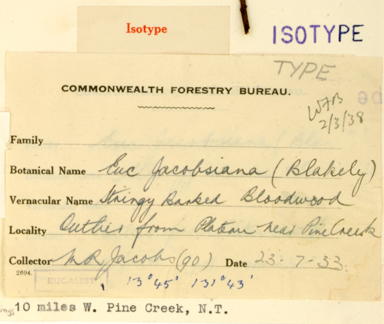 Isotype
ISOTYPE
TYPE
COMMONWEALTH FORESTRY BUREAU.
WFB
2/3/38
Family
Botanical Name Euc Jacobsiana (Blakely)
Vernacular Name Stringy Barked Bloodwood
Locality Outlier from Plateau near Pine Creek
Collector M R Jacobs (90) Date 23-7-33
2694.
EUCALYPT
13°45' 131°43'
10 miles W. Pine Creek, N.T.